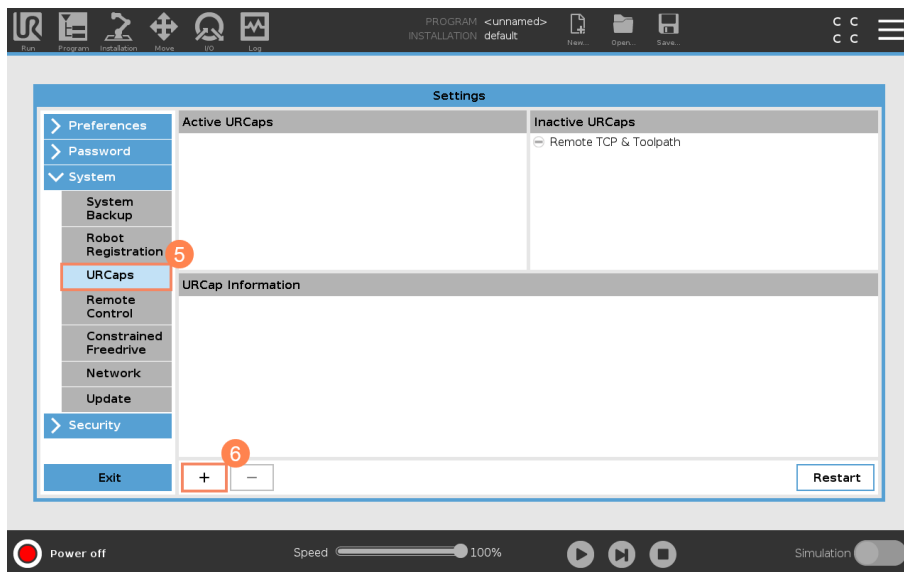 PROGRAM <unnamed>
INSTALLATION default
UR
Run
Program
Installation
Move
I/O
Log
New...
Open...
Save...
C C
C C
Settings
Preferences
Password
System
System
Backup
Robot
Registration
5
URCaps
Remote
Control
Constrained
Freedrive
Network
Update
Security
Exit
Active URCaps
Inactive URCaps
Remote TCP & Toolpath
URCap Information
6
+
−
Restart
Power off
Speed
100%
Simulation